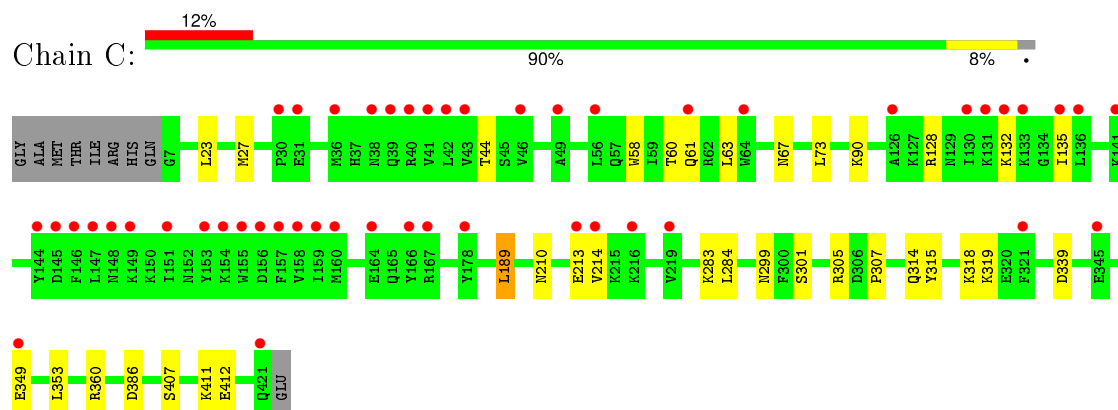 12%
Chain C:
90% 8% •
GLY ALA MET THR ILE ARG HIS GLN G7 L23 M27 P30 E31 M36 H37 N38 Q39 R40 V41 L42 V43 T44 S45 V46 A49 L56 Q57 W58 I59 T60 Q61 R62 L63 W64 N67 L73 K90 A126 K127 R128 N129 I130 K131 K132 K133 G134 I135 L136 K141
Y144 D145 F146 L147 N148 K149 K150 I151 N152 Y153 K154 W155 D156 F157 V158 I159 M160 E164 Q165 Y166 R167 Y178 L189 N210 E213 V214 K215 K216 V219 K283 L284 N299 F300 S301 R305 D306 P307 Q314 Y315 K318 K319 E320 F321 D339 E345
E349 L353 R360 D386 S407 K411 E412 Q421 GLU